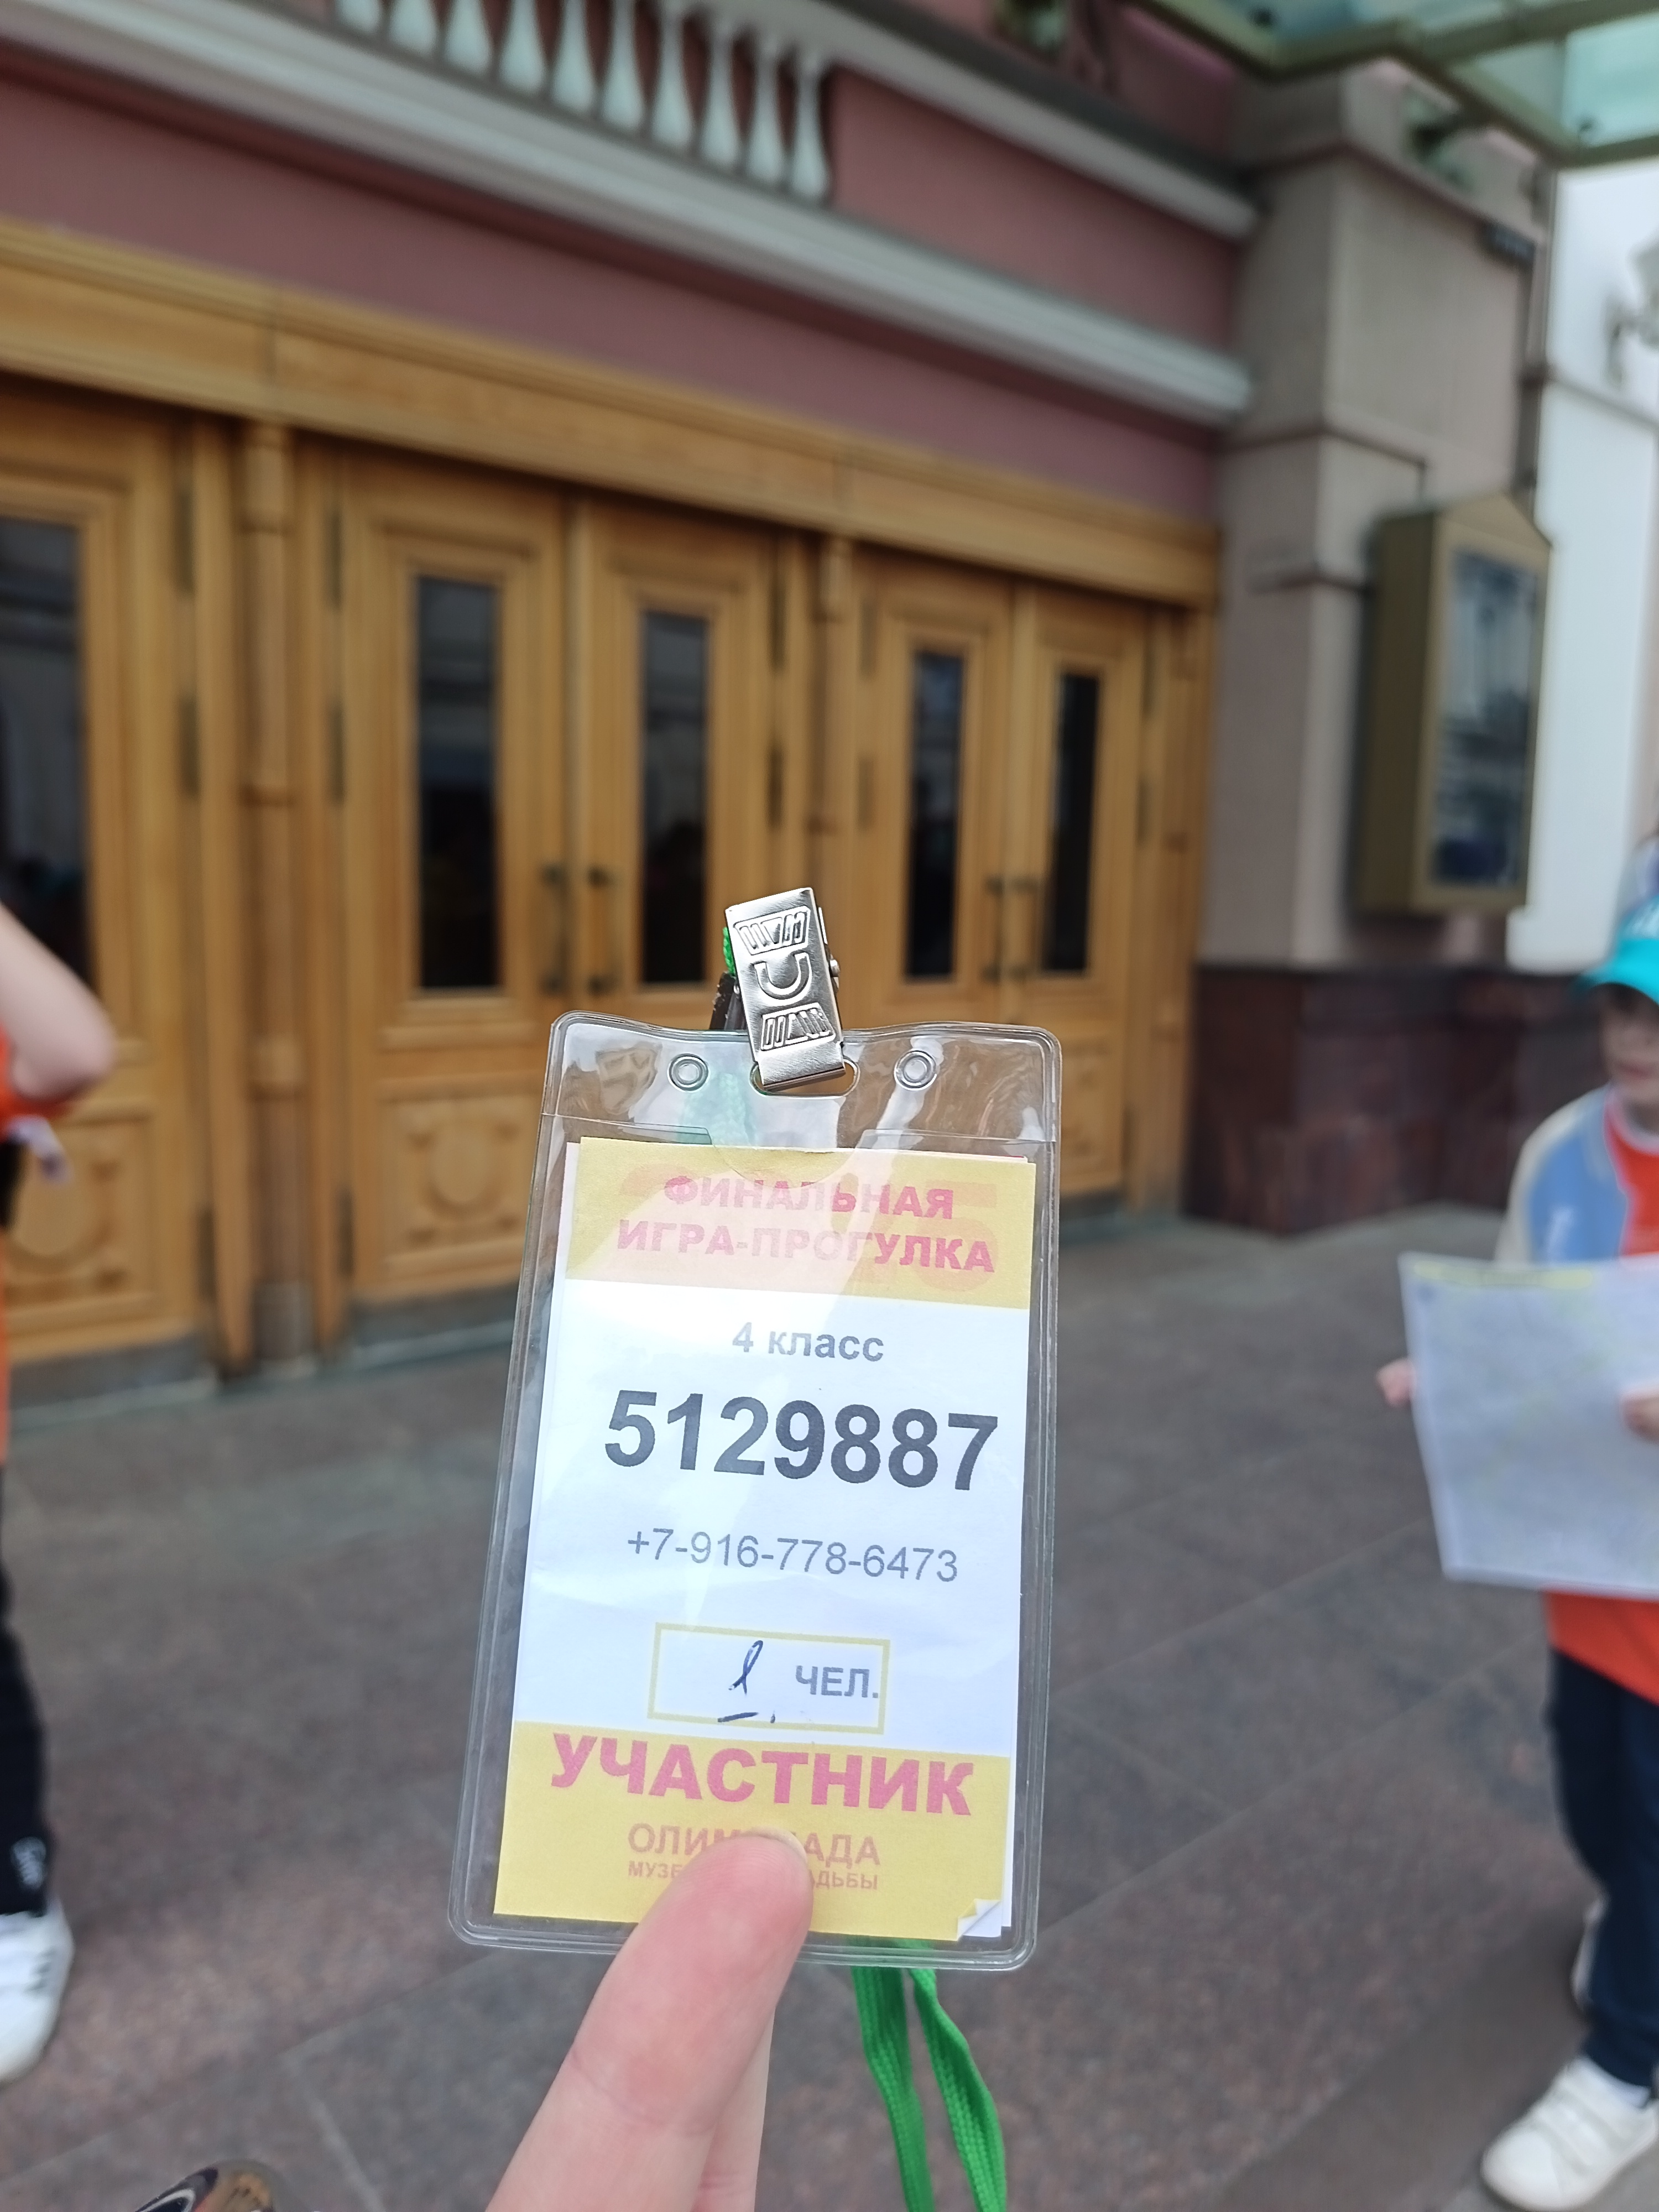 ФИНАЛЬНАЯ
ИГРА-ПРОГУЛКА
4 класс
5129887
+7-916-778-6473
1 ЧЕЛ.
УЧАСТНИК